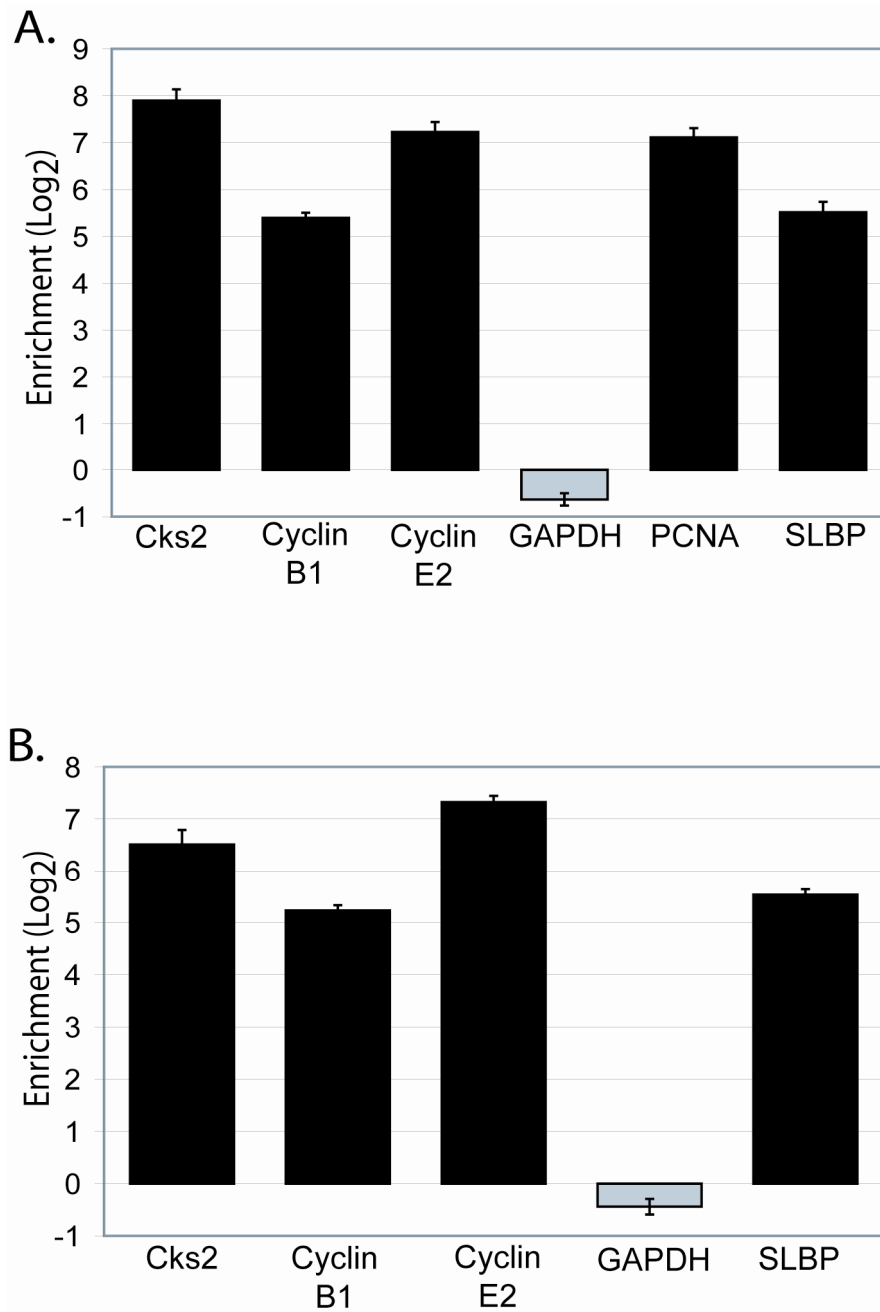 A.
9
8
7
6
5
4
3
2
1
0
-1
Enrichment (Log2)
Cks2
Cyclin B1
Cyclin E2
GAPDH
PCNA
SLBP
B.
8
7
6
5
4
3
2
1
0
-1
Enrichment (Log2)
Cks2
Cyclin B1
Cyclin E2
GAPDH
SLBP